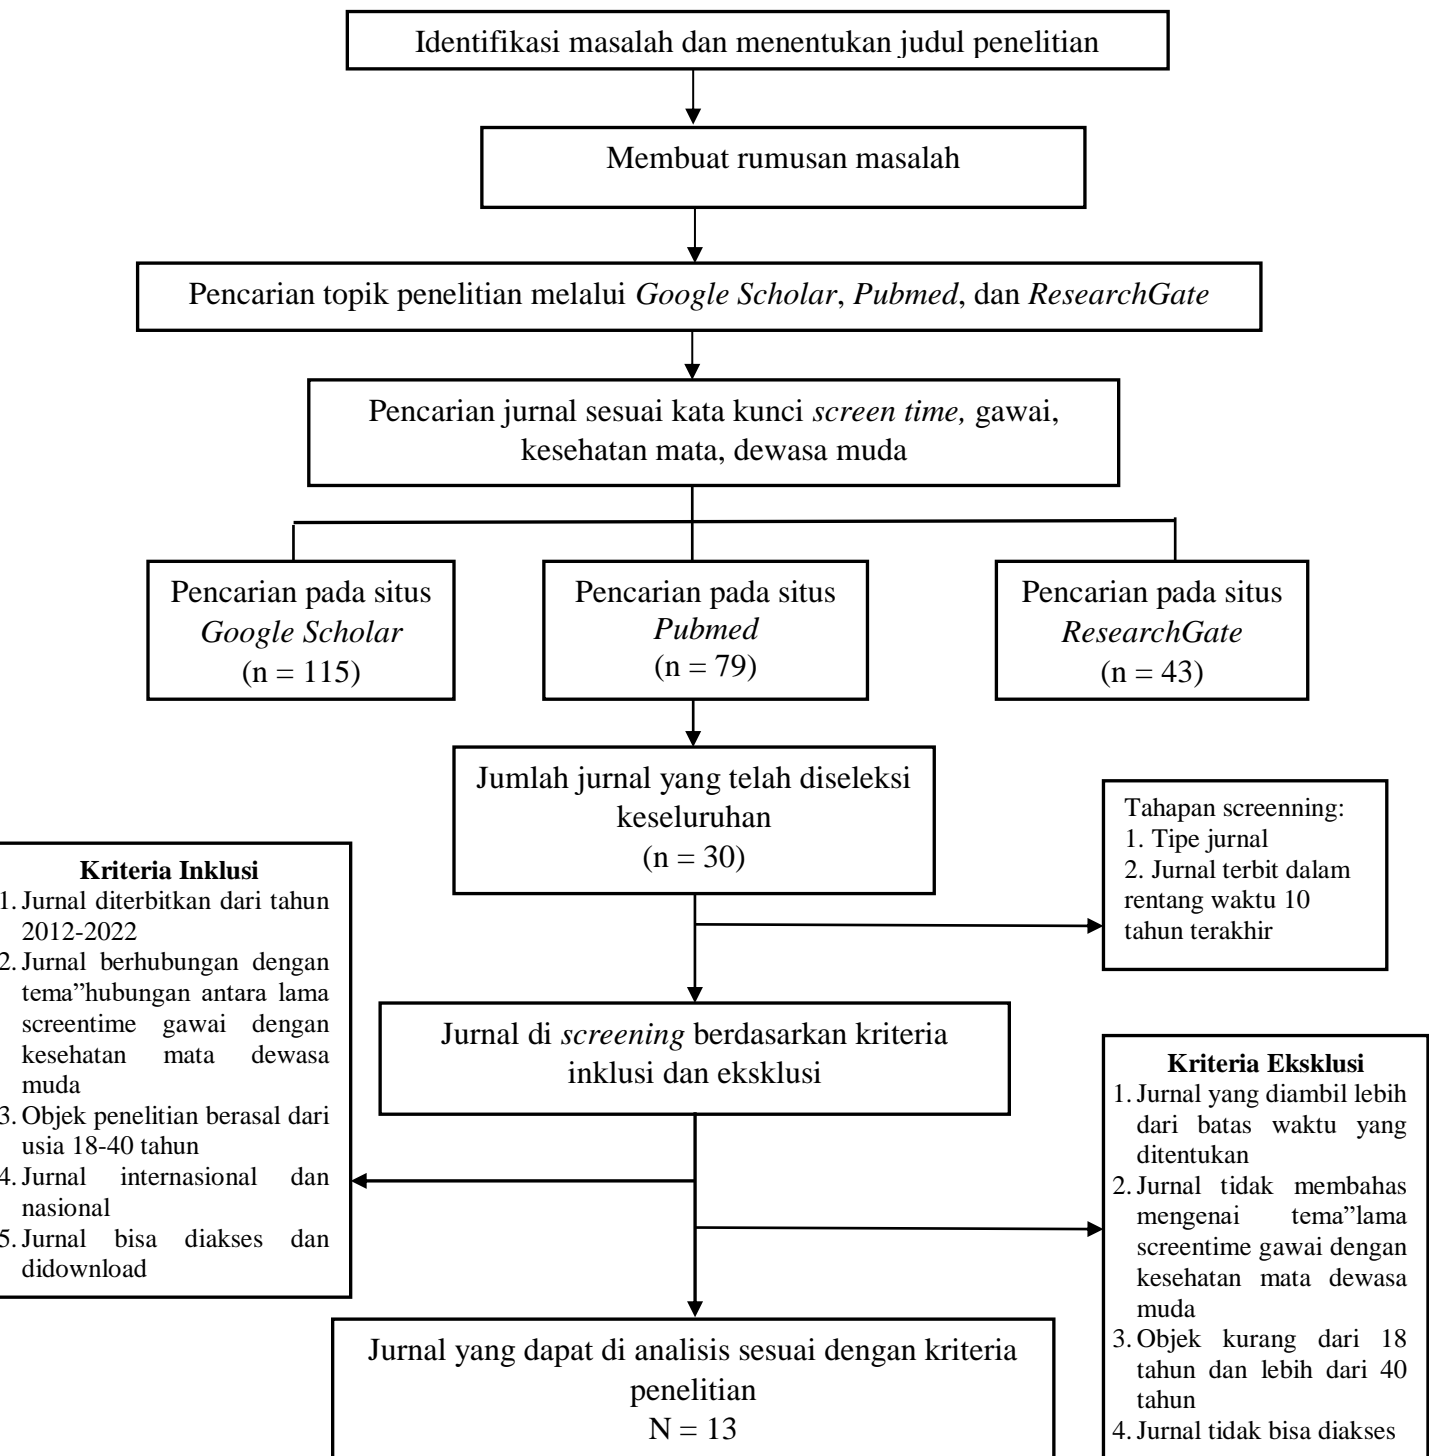 Identifikasi masalah dan menentukan judul penelitian
Membuat rumusan masalah
Pencarian topik penelitian melalui Google Scholar, Pubmed, dan ResearchGate
Pencarian jurnal sesuai kata kunci screen time, gawai,
kesehatan mata, dewasa muda
Pencarian pada situs
Google Scholar
(n = 115)
Pencarian pada situs
Pubmed
(n = 79)
Pencarian pada situs
ResearchGate
(n = 43)
Jumlah jurnal yang telah diseleksi
keseluruhan
(n = 30)
Tahapan screenning:
1. Tipe jurnal
2. Jurnal terbit dalam
rentang waktu 10
tahun terakhir
Kriteria Inklusi
1. Jurnal diterbitkan dari tahun
2012-2022
2. Jurnal berhubungan dengan
tema”hubungan antara lama
screentime gawai dengan
kesehatan mata dewasa
muda
3. Objek penelitian berasal dari
usia 18-40 tahun
4. Jurnal internasional dan
nasional
5. Jurnal bisa diakses dan
didownload
Jurnal di screening berdasarkan kriteria
inklusi dan eksklusi
Kriteria Eksklusi
1. Jurnal yang diambil lebih
dari batas waktu yang
ditentukan
2. Jurnal tidak membahas
mengenai tema”lama
screentime gawai dengan
kesehatan mata dewasa
muda
3. Objek kurang dari 18
tahun dan lebih dari 40
tahun
4. Jurnal tidak bisa diakses
Jurnal yang dapat di analisis sesuai dengan kriteria
penelitian
N = 13